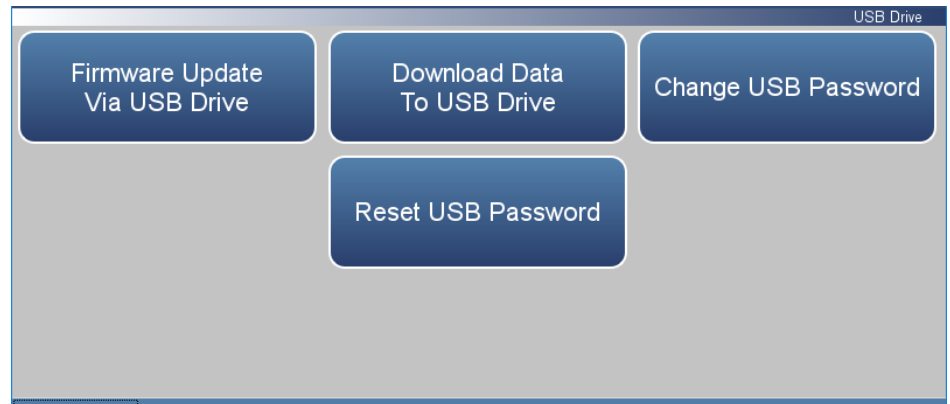 USB Drive
Firmware Update
Via USB Drive
Download Data
To USB Drive
Change USB Password
Reset USB Password